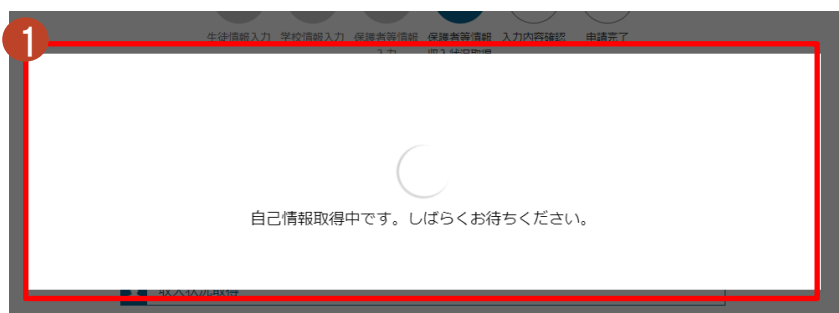 生徒情報入力 学校情報入力 保護者等情報 保護者等情報 入力内容確認 申請完了
入力 収入状況取得
1
自己情報取得中です。しばらくお待ちください。
収入状況取得